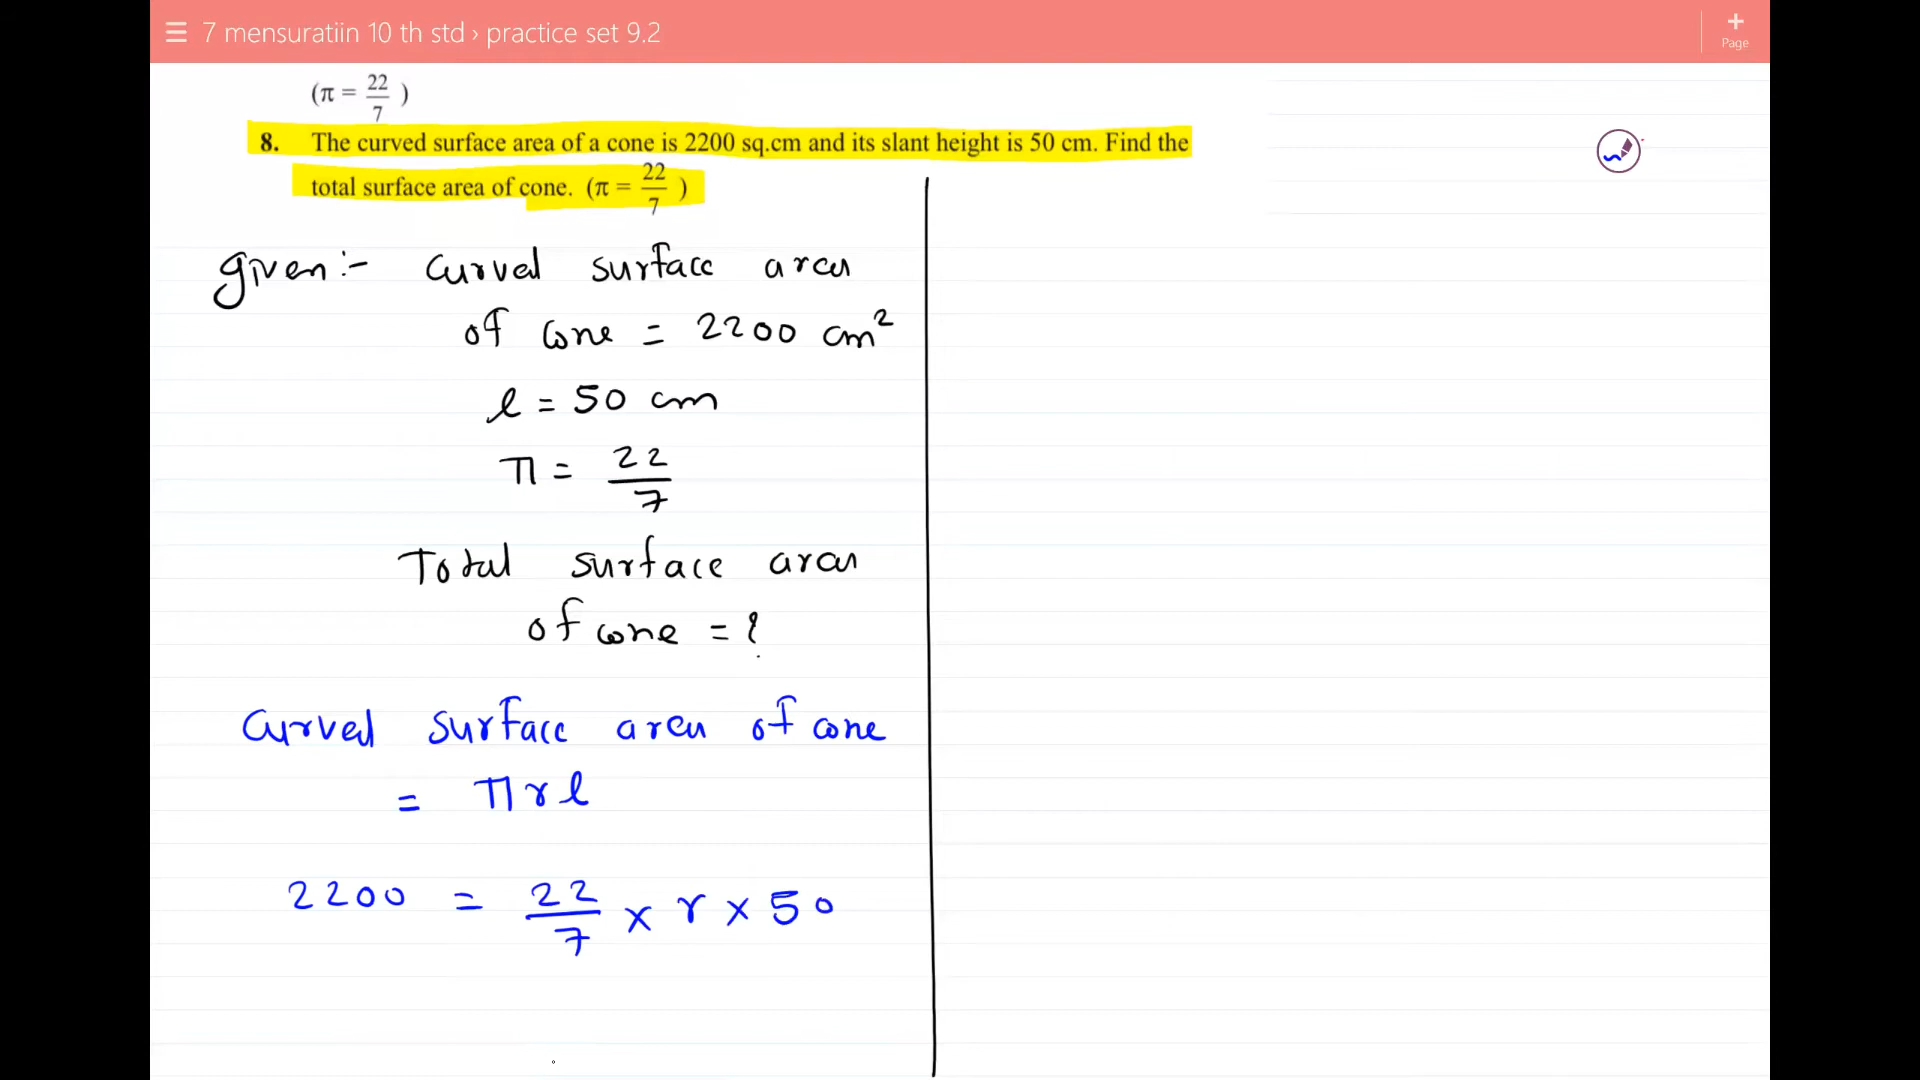 7 mensuratiin 10 th std › practice set 9.2
Page
(π = 22/7 )
8. The curved surface area of a cone is 2200 sq.cm and its slant height is 50 cm. Find the
total surface area of cone. (π = 22/7 )
Given:- Curved surface area
of cone = 2200 cm²
l = 50 cm
π = 22/7
Total surface area
of cone = ?
Curved surface area of cone
= πrl
2200 = 22/7 × r × 50